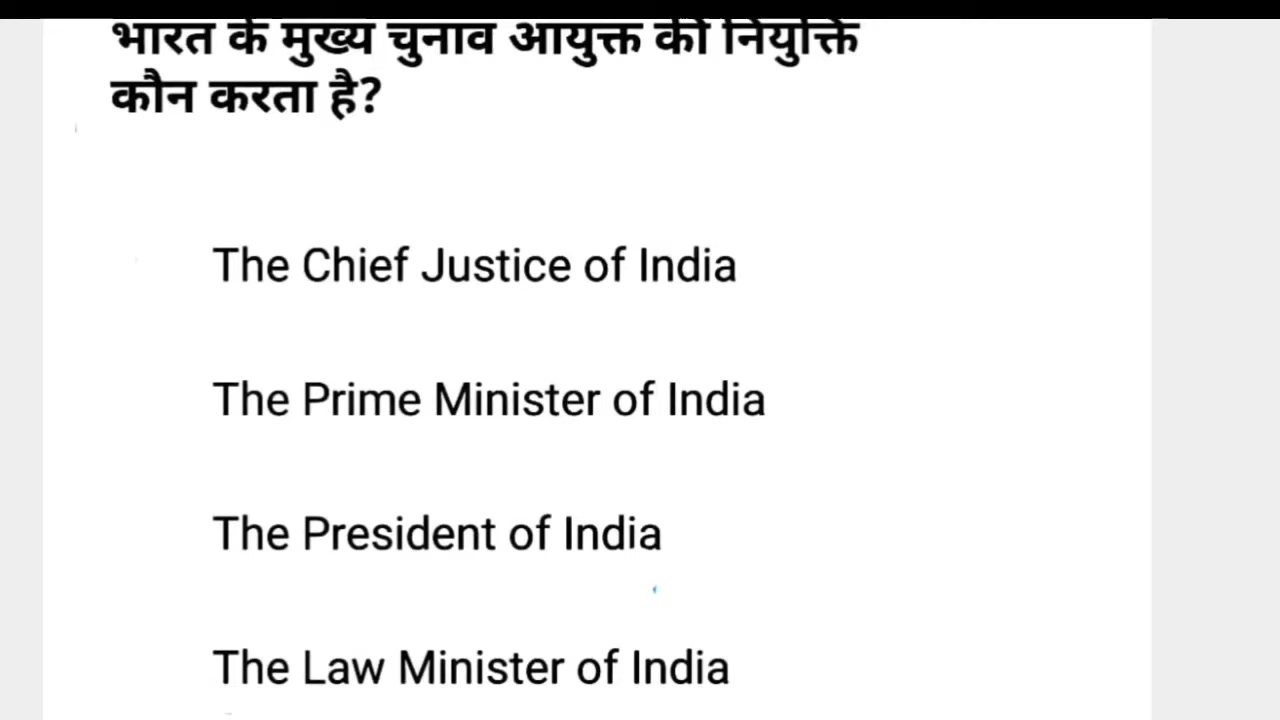 भारत के मुख्य चुनाव आयुक्त की नियुक्ति
कौन करता है?
The Chief Justice of India
The Prime Minister of India
The President of India
The Law Minister of India